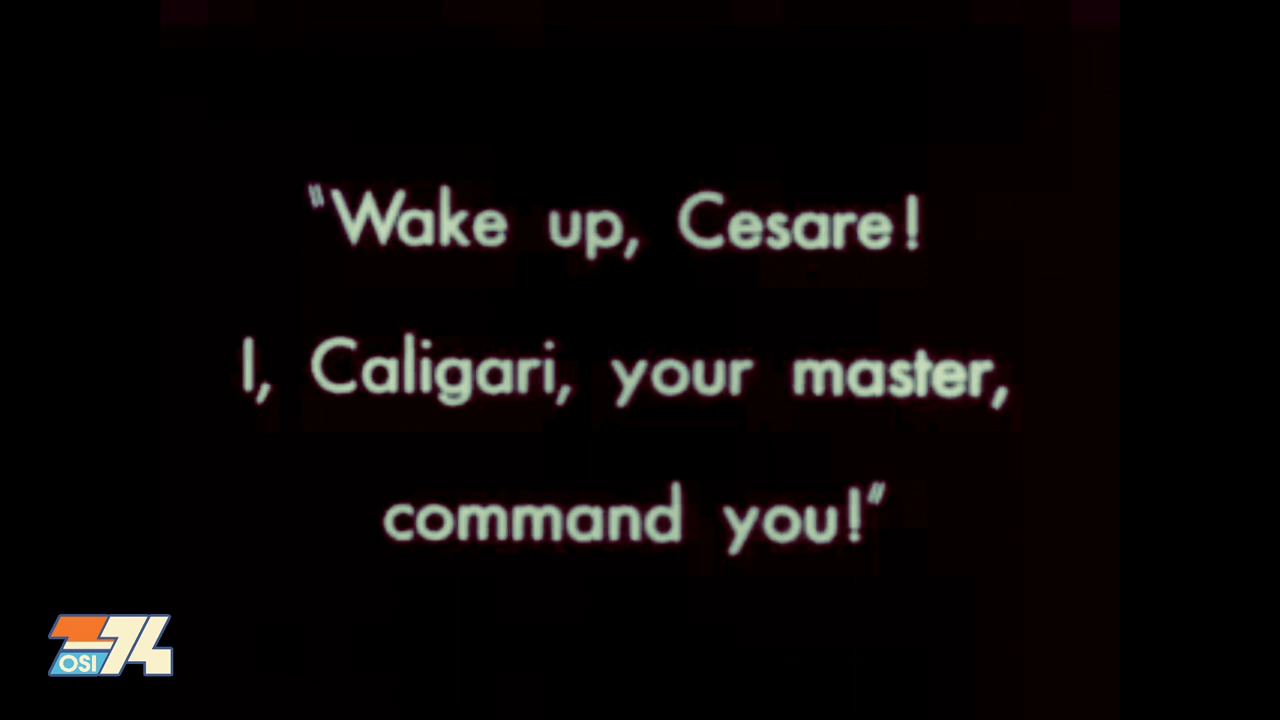 "Wake up, Cesare!
I, Caligari, your master,
command you!"
OSI 74